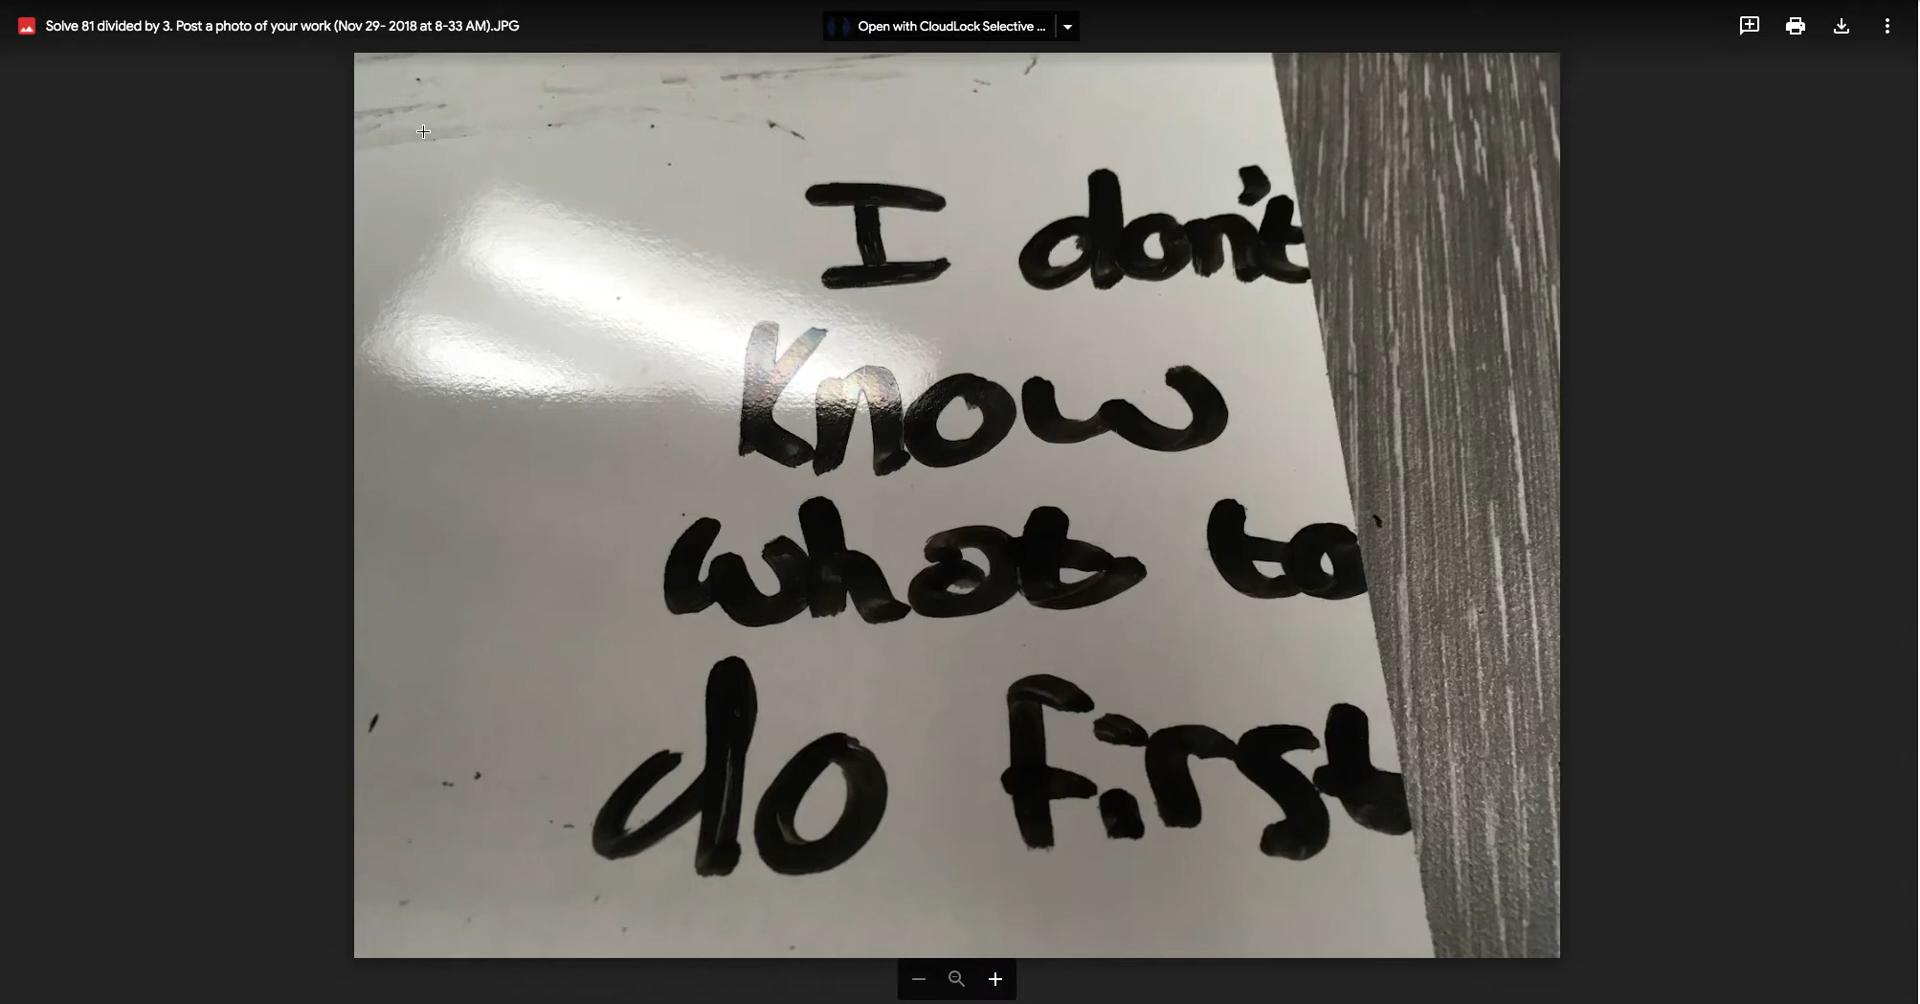 Solve 81 divided by 3. Post a photo of your work (Nov 29- 2018 at 8-33 AM).JPG
Open with CloudLock Selective ...
I don't
Know
what to
do First